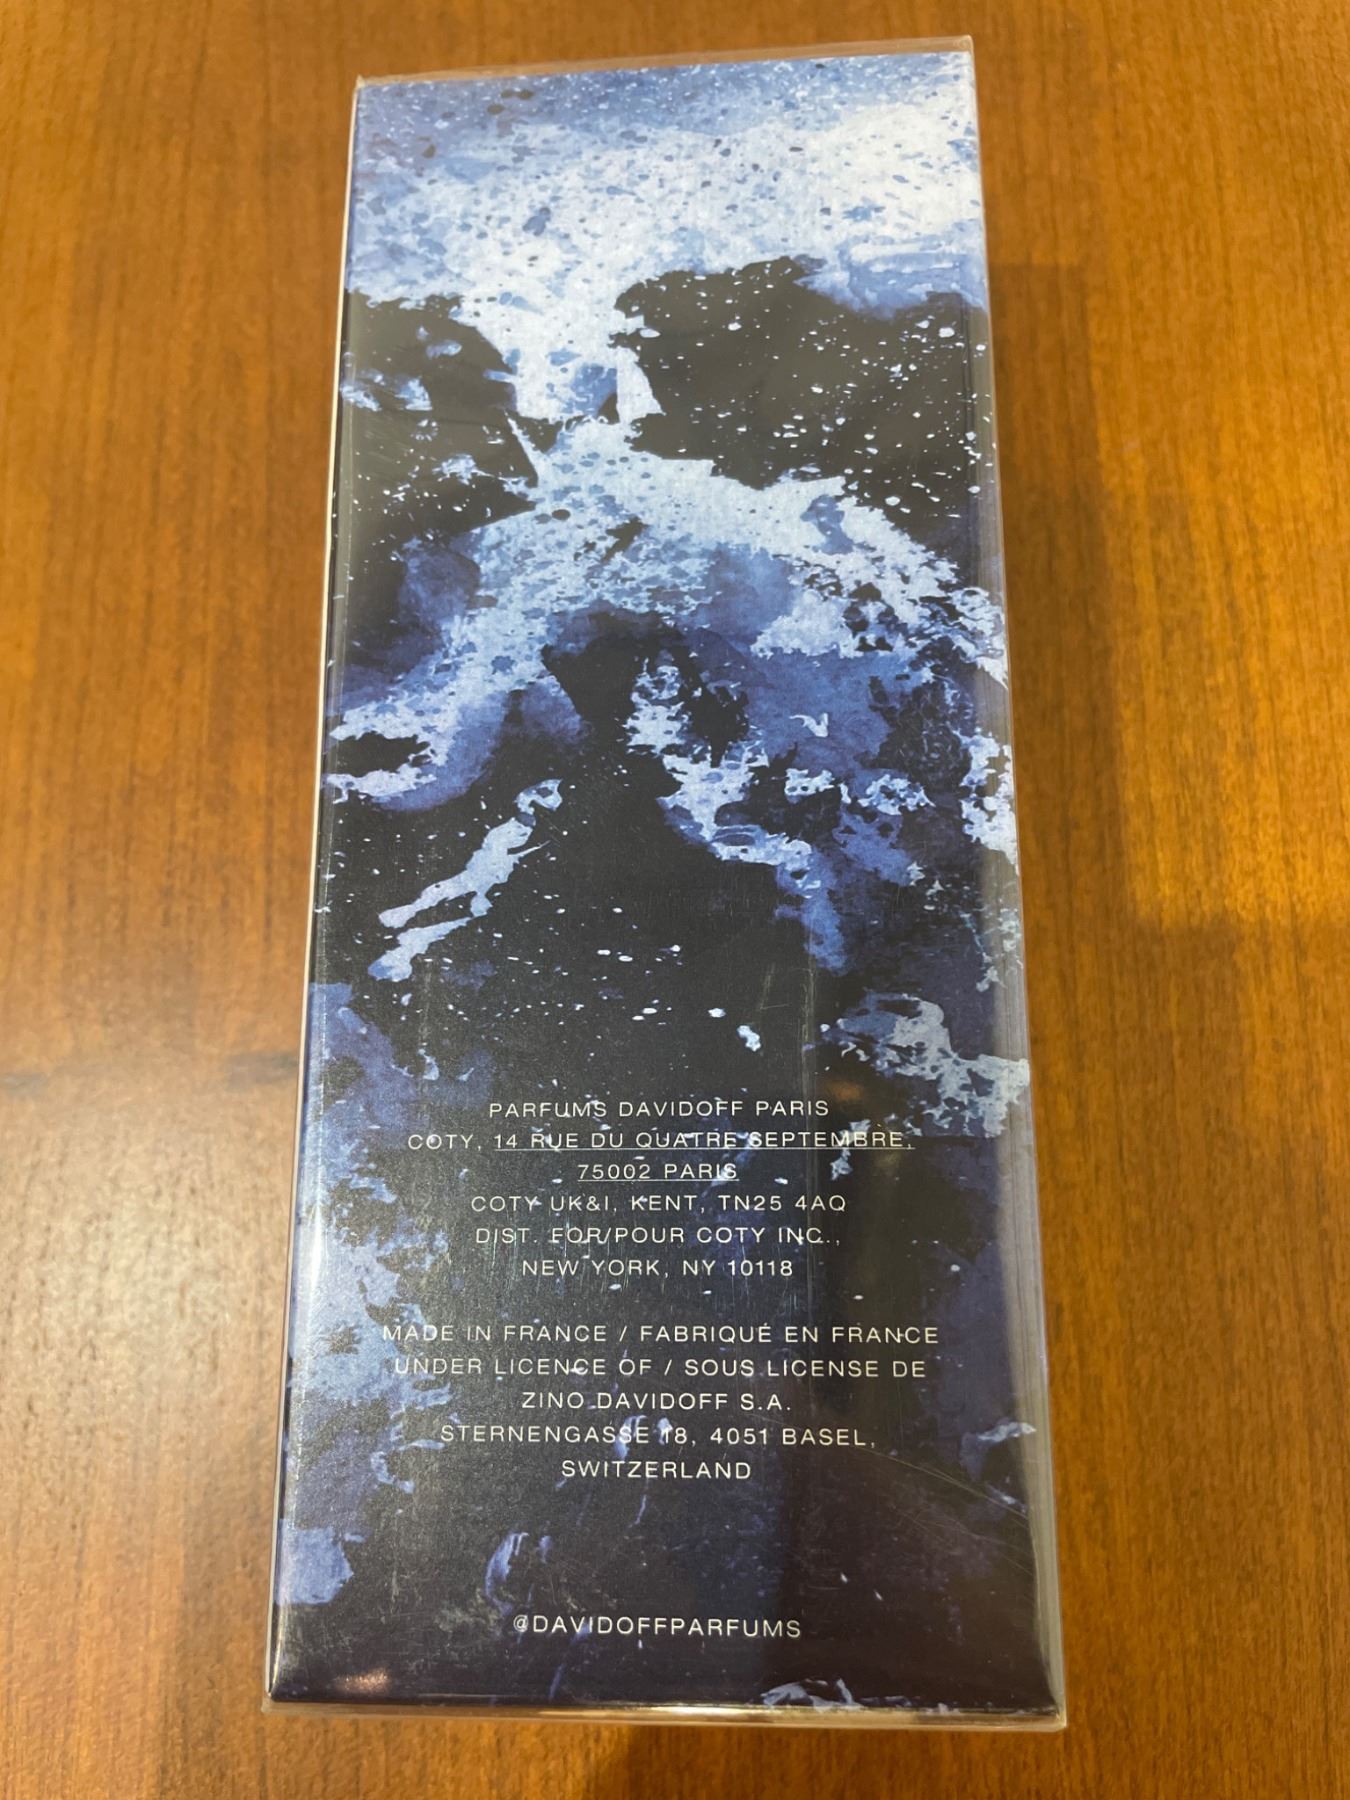 PARFUMS DAVIDOFF PARIS
COTY, 14 RUE DU QUATRE SEPTEMBRE,
75002 PARIS
COTY UK&I, KENT, TN25 4AQ
DIST. FOR/POUR COTY INC.,
NEW YORK, NY 10118
MADE IN FRANCE / FABRIQUÉ EN FRANCE
UNDER LICENCE OF / SOUS LICENSE DE
ZINO DAVIDOFF S.A.
STERNENGASSE 18, 4051 BASEL,
SWITZERLAND
@DAVIDOFFPARFUMS